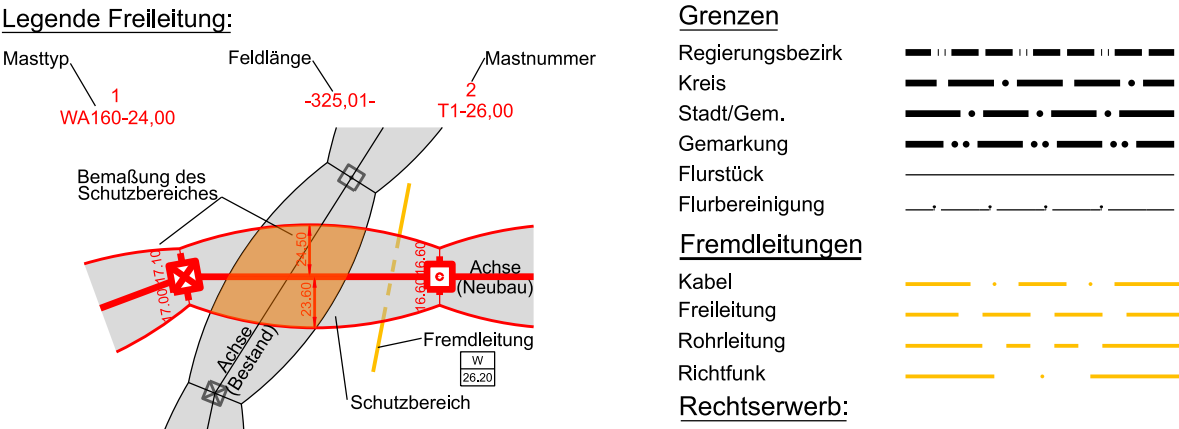 Legende Freileitung:
Masttyp
Feldlänge
Mastnummer
1
WA160-24,00
-325,01-
2
T1-26,00
Bemaßung des
Schutzbereiches
17.00
17.10
24.50
23.60
16.60
16.60
Achse
(Neubau)
Achse
(Bestand)
Fremdleitung
W
26.20
Schutzbereich
Grenzen
Regierungsbezirk
Kreis
Stadt/Gem.
Gemarkung
Flurstück
Flurbereinigung
Fremdleitungen
Kabel
Freileitung
Rohrleitung
Richtfunk
Rechtserwerb: